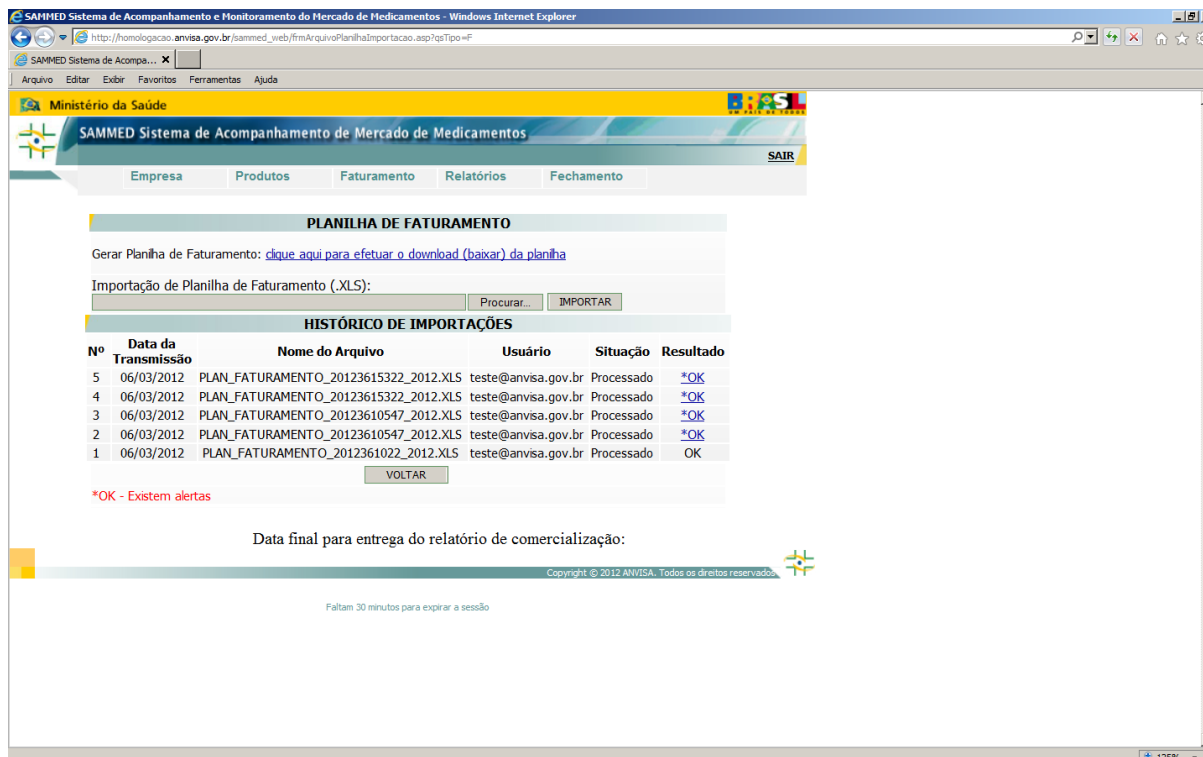 SAMMED Sistema de Acompanhamento e Monitoramento do Mercado de Medicamentos - Windows Internet Explorer
http://homologacao.anvisa.gov.br/sammed_web/frmArquivoPlanilhaImportacao.asp?qsTipo=F
SAMMED Sistema de Acompa...
Arquivo Editar Exibir Favoritos Ferramentas Ajuda
Ministério da Saúde
BRASIL
UM PAÍS DE TODOS
SAMMED Sistema de Acompanhamento de Mercado de Medicamentos
SAIR
Empresa Produtos Faturamento Relatórios Fechamento
PLANILHA DE FATURAMENTO
Gerar Planilha de Faturamento: clique aqui para efetuar o download (baixar) da planilha
Importação de Planilha de Faturamento (.XLS):
Procurar... IMPORTAR
HISTÓRICO DE IMPORTAÇÕES
Nº Data da Transmissão Nome do Arquivo Usuário Situação Resultado
5 06/03/2012 PLAN_FATURAMENTO_20123615322_2012.XLS teste@anvisa.gov.br Processado *OK
4 06/03/2012 PLAN_FATURAMENTO_20123615322_2012.XLS teste@anvisa.gov.br Processado *OK
3 06/03/2012 PLAN_FATURAMENTO_20123610547_2012.XLS teste@anvisa.gov.br Processado *OK
2 06/03/2012 PLAN_FATURAMENTO_20123610547_2012.XLS teste@anvisa.gov.br Processado *OK
1 06/03/2012 PLAN_FATURAMENTO_2012361022_2012.XLS teste@anvisa.gov.br Processado OK
VOLTAR
*OK - Existem alertas
Data final para entrega do relatório de comercialização:
Copyright © 2012 ANVISA. Todos os direitos reservados
Faltam 30 minutos para expirar a sessão
125%